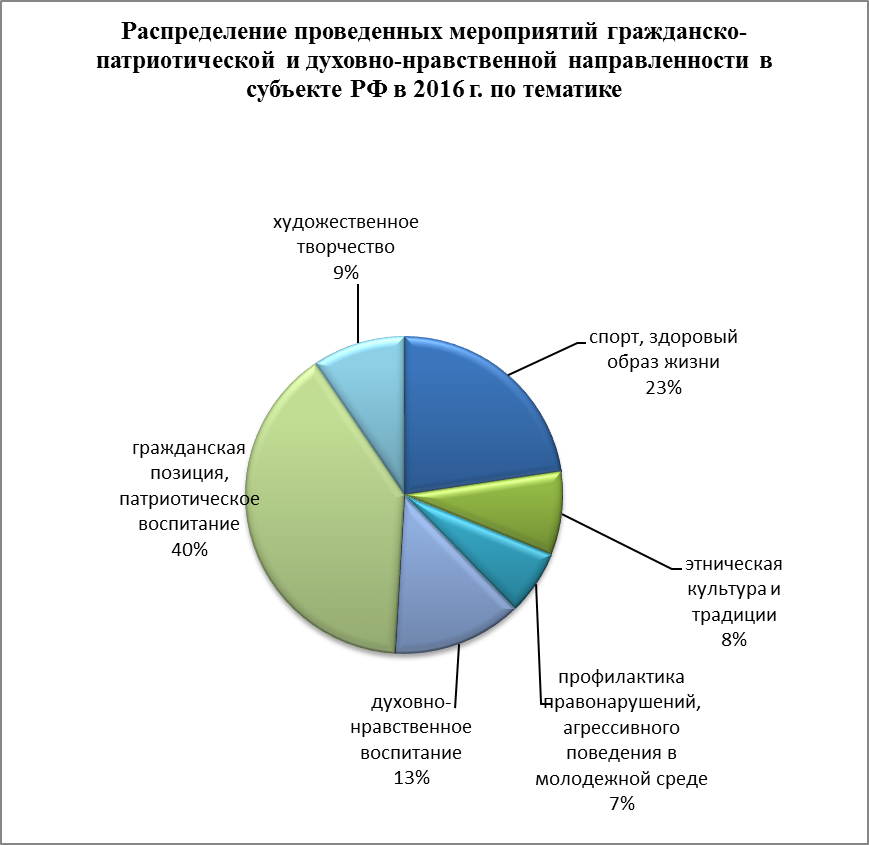 Распределение проведенных мероприятий гражданско-
патриотической и духовно-нравственной направленности в
субъекте РФ в 2016 г. по тематике
художественное
творчество
9%
спорт, здоровый
образ жизни
23%
гражданская
позиция,
патриотическое
воспитание
40%
этническая
культура и
традиции
8%
духовно-
нравственное
воспитание
13%
профилактика
правонарушений,
агрессивного
поведения в
молодежной среде
7%